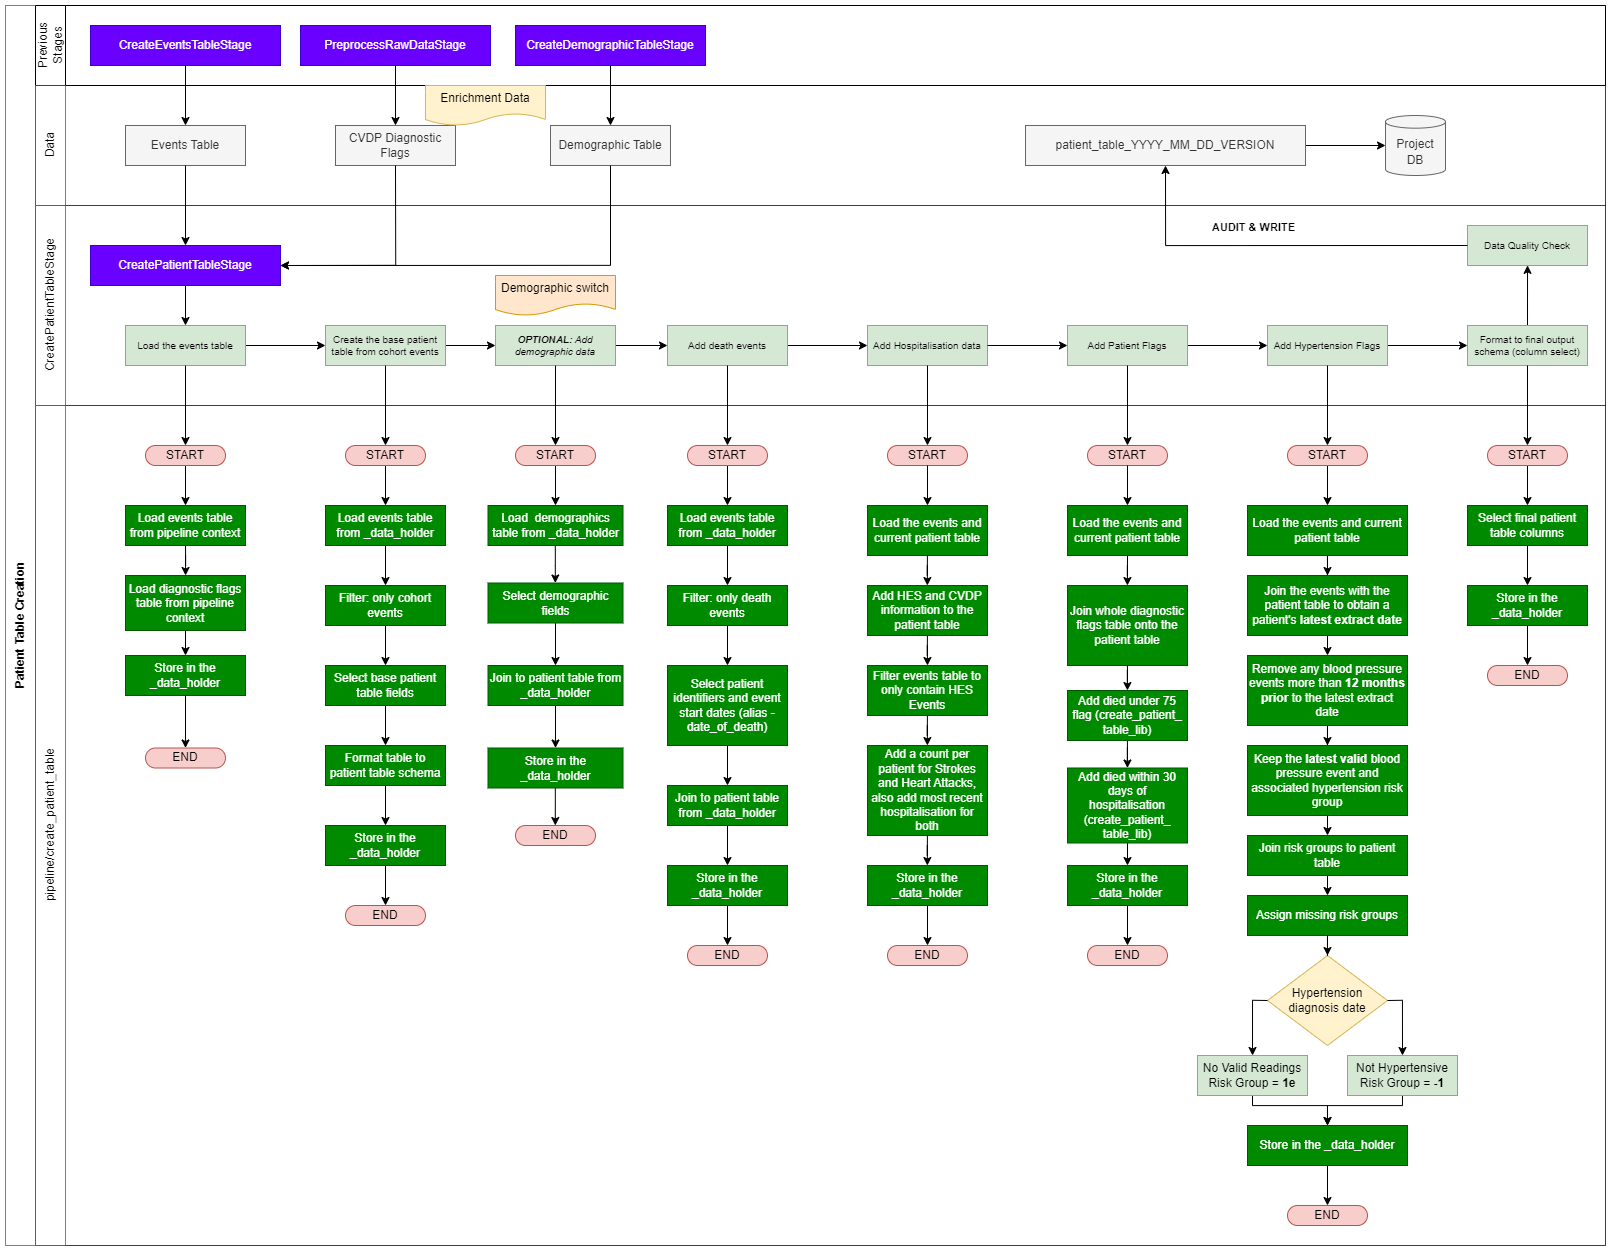 Patient Table Creation
Previous
Stages
CreateEventsTableStage
PreprocessRawDataStage
CreateDemographicTableStage
Data
Enrichment Data
Events Table
CVDP Diagnostic
Flags
Demographic Table
patient_table_YYYY_MM_DD_VERSION
Project
DB
CreatePatientTableStage
AUDIT & WRITE
Data Quality Check
CreatePatientTableStage
Demographic switch
Load the events table
Create the base patient
table from cohort events
OPTIONAL: Add
demographic data
Add death events
Add Hospitalisation data
Add Patient Flags
Add Hypertension Flags
Format to final output
schema (column select)
pipeline/create_patient_table
START
Load events table
from pipeline context
Load diagnostic flags
table from pipeline
context
Store in the
_data_holder
END
START
Load events table
from _data_holder
Filter: only cohort
events
Select base patient
table fields
Format table to
patient table schema
Store in the
_data_holder
END
START
Load  demographics
table from _data_holder
Select demographic
fields
Join to patient table from
_data_holder
Store in the
_data_holder
END
START
Load events table
from _data_holder
Filter: only death
events
Select patient
identifiers and event
start dates (alias -
date_of_death)
Join to patient table
from _data_holder
Store in the
_data_holder
END
START
Load the events and
current patient table
Add HES and CVDP
information to the
patient table
Filter events table to
only contain HES
Events
Add a count per
patient for Strokes
and Heart Attacks,
also add most recent
hospitalisation for
both
Store in the
_data_holder
END
START
Load the events and
current patient table
Join whole diagnostic
flags table onto the
patient table
Add died under 75
flag (create_patient_
table_lib)
Add died within 30
days of
hospitalisation
(create_patient_
table_lib)
Store in the
_data_holder
END
START
Load the events and current
patient table
Join the events with the
patient table to obtain a
patient's latest extract date
Remove any blood pressure
events more than 12 months
prior to the latest extract
date
Keep the latest valid blood
pressure event and
associated hypertension risk
group
Join risk groups to patient
table
Assign missing risk groups
Hypertension
diagnosis date
No Valid Readings
Risk Group = 1e
Not Hypertensive
Risk Group = -1
Store in the _data_holder
END
START
Select final patient
table columns
Store in the
_data_holder
END